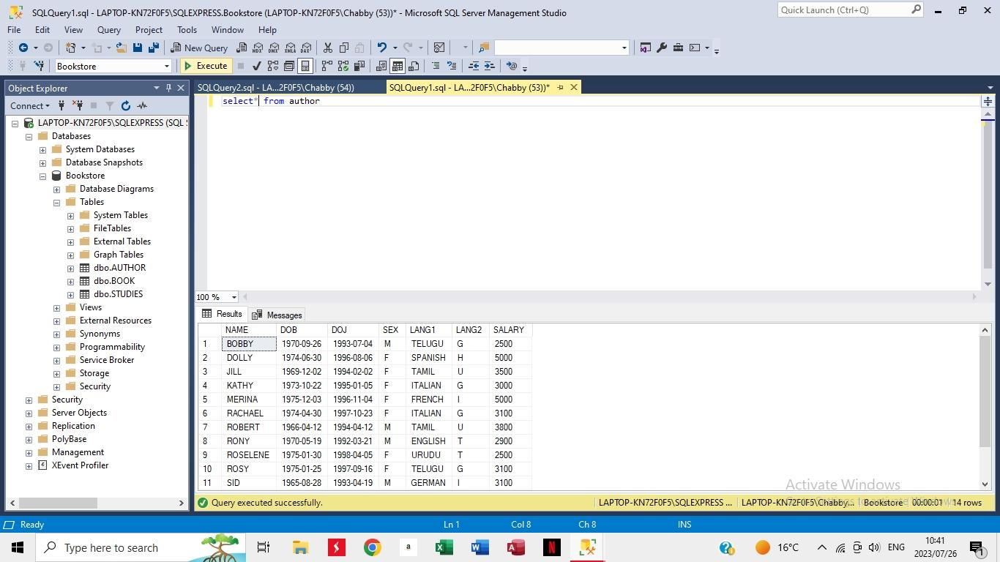 SQLQuery1.sql - LAPTOP-KN72F0F5\SQLEXPRESS.Bookstore (LAPTOP-KN72F0F5\Chabby (53))* - Microsoft SQL Server Management Studio
Quick Launch (Ctrl+Q)
File Edit View Query Project Tools Window Help
New Query MDX DMX XMLA DAX
Bookstore Execute
Object Explorer
SQLQuery2.sql - LA...2F0F5\Chabby (54))
SQLQuery1.sql - LA...2F0F5\Chabby (53))*
Connect
select* from author
LAPTOP-KN72F0F5\SQLEXPRESS (SQL
Databases
System Databases
Database Snapshots
Bookstore
Database Diagrams
Tables
System Tables
FileTables
External Tables
Graph Tables
dbo.AUTHOR
dbo.BOOK
dbo.STUDIES
Views
External Resources
Synonyms
Programmability
Service Broker
Storage
Security
Security
Server Objects
Replication
PolyBase
Management
XEvent Profiler
100 %
Results Messages
NAME DOB DOJ SEX LANG1 LANG2 SALARY
1 BOBBY 1970-09-26 1993-07-04 M TELUGU G 2500
2 DOLLY 1974-06-30 1996-08-06 F SPANISH H 5000
3 JILL 1969-12-02 1994-02-02 F TAMIL U 3500
4 KATHY 1973-10-22 1995-01-05 F ITALIAN G 3000
5 MERINA 1975-12-03 1996-11-04 F FRENCH I 5000
6 RACHAEL 1974-04-30 1997-10-23 F ITALIAN G 3100
7 ROBERT 1966-04-12 1994-04-12 M TAMIL U 3800
8 RONY 1970-05-19 1992-03-21 M ENGLISH T 2900
9 ROSELENE 1975-01-30 1998-04-05 F URUDU T 2500
10 ROSY 1975-01-25 1997-09-16 F TELUGU G 3100
11 SID 1965-08-28 1993-04-19 M GERMAN I 3100
Activate Windows
Query executed successfully.
LAPTOP-KN72F0F5\SQLEXPRESS ... LAPTOP-KN72F0F5\Chabby... Bookstore 00:00:01 14 rows
Ready Ln 1 Col 8 Ch 8 INS
Type here to search
16°C ENG
10:41
2023/07/26
1